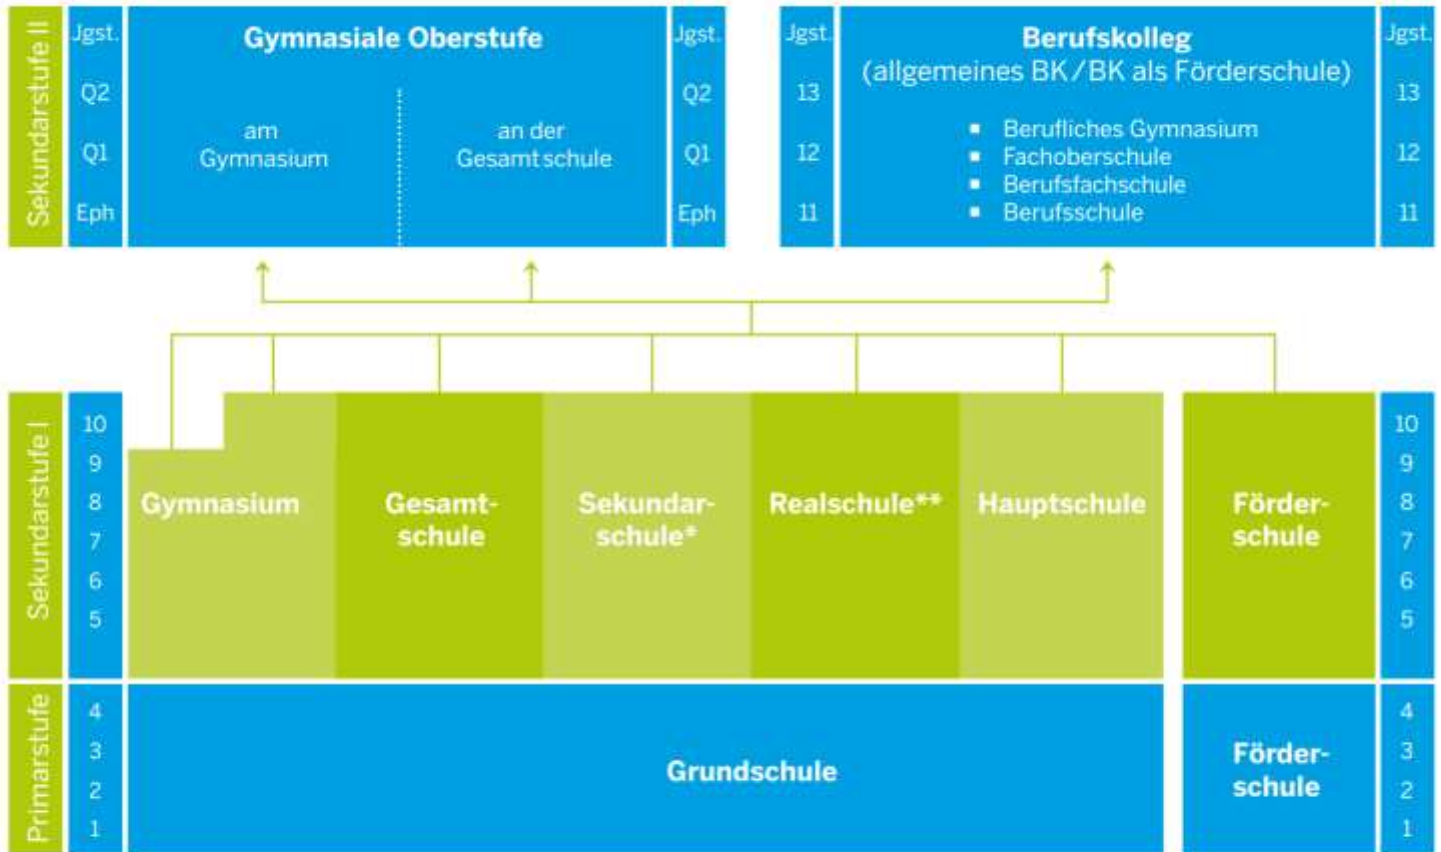 Sekundarstufe II
Jgst.
Q2
Q1
Eph
Gymnasiale Oberstufe
am
Gymnasium
an der
Gesamtschule
Jgst.
Q2
Q1
Eph
Jgst.
13
12
11
Berufskolleg
(allgemeines BK/BK als Förderschule)
▪ Berufliches Gymnasium
▪ Fachoberschule
▪ Berufsfachschule
▪ Berufsschule
Jgst.
13
12
11
Sekundarstufe I
10
9
8
7
6
5
Gymnasium
Gesamt-
schule
Sekundar-
schule*
Realschule**
Hauptschule
Förder-
schule
10
9
8
7
6
5
Primarstufe
4
3
2
1
Grundschule
Förder-
schule
4
3
2
1